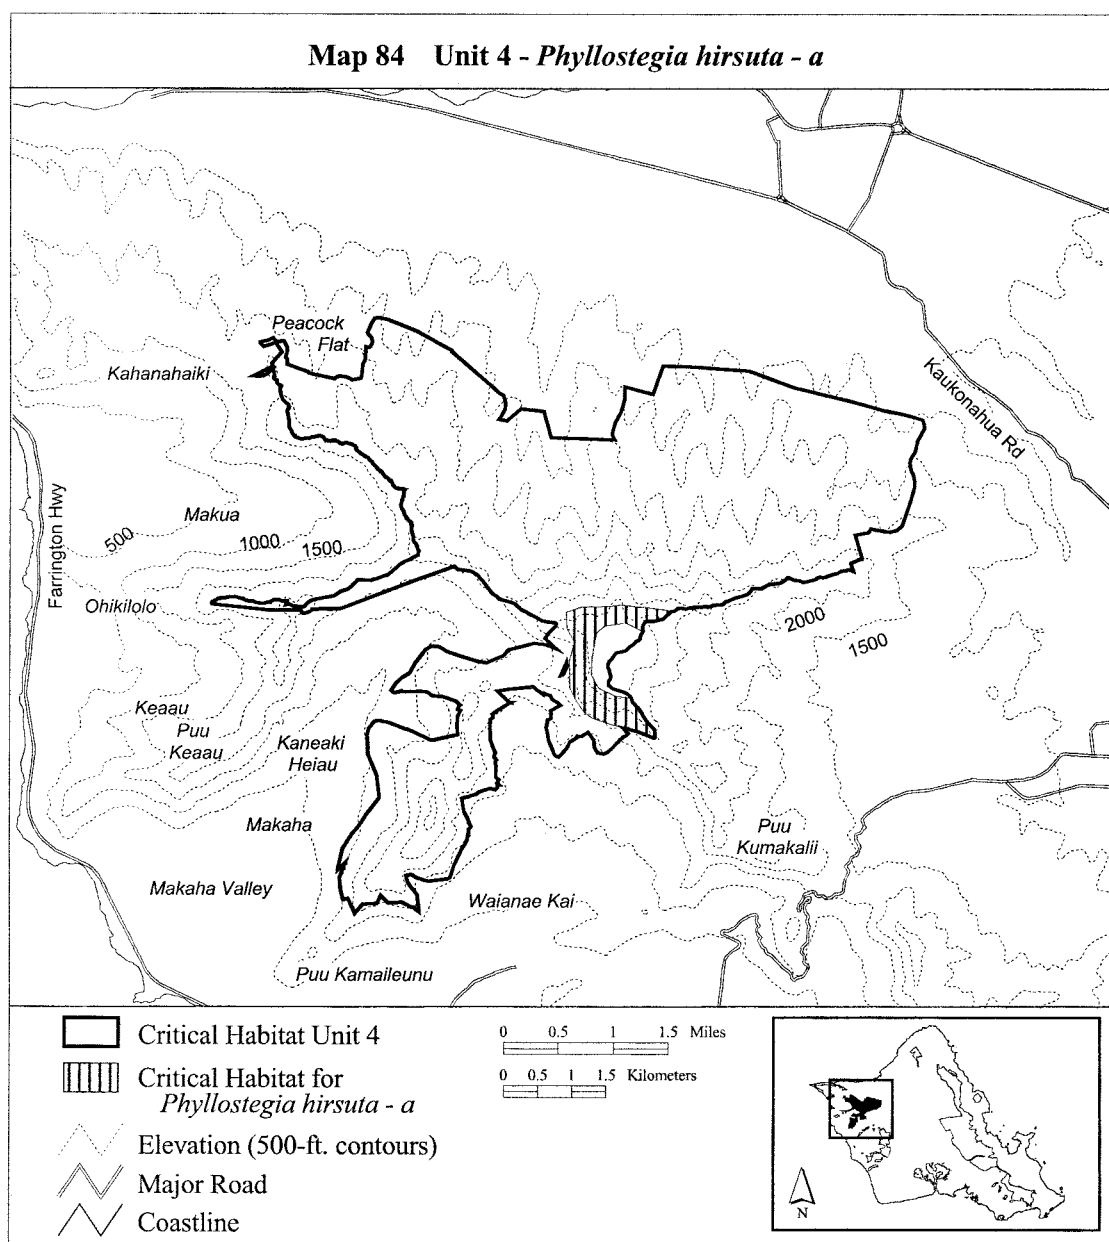 Map 84 Unit 4 - Phyllostegia hirsuta - a
Peacock
Flat
Kahanahaiki
Kaukonahua Rd
Farrington Hwy
Makua
500
1000
1500
Ohikilolo
2000
1500
Keaau
Puu
Keaau
Kaneaki
Heiau
Makaha
Puu
Kumakalii
Makaha Valley
Waianae Kai
Puu Kamaileunu
Critical Habitat Unit 4
Critical Habitat for
Phyllostegia hirsuta - a
Elevation (500-ft. contours)
Major Road
Coastline
0 0.5 1 1.5 Miles
0 0.5 1 1.5 Kilometers
N